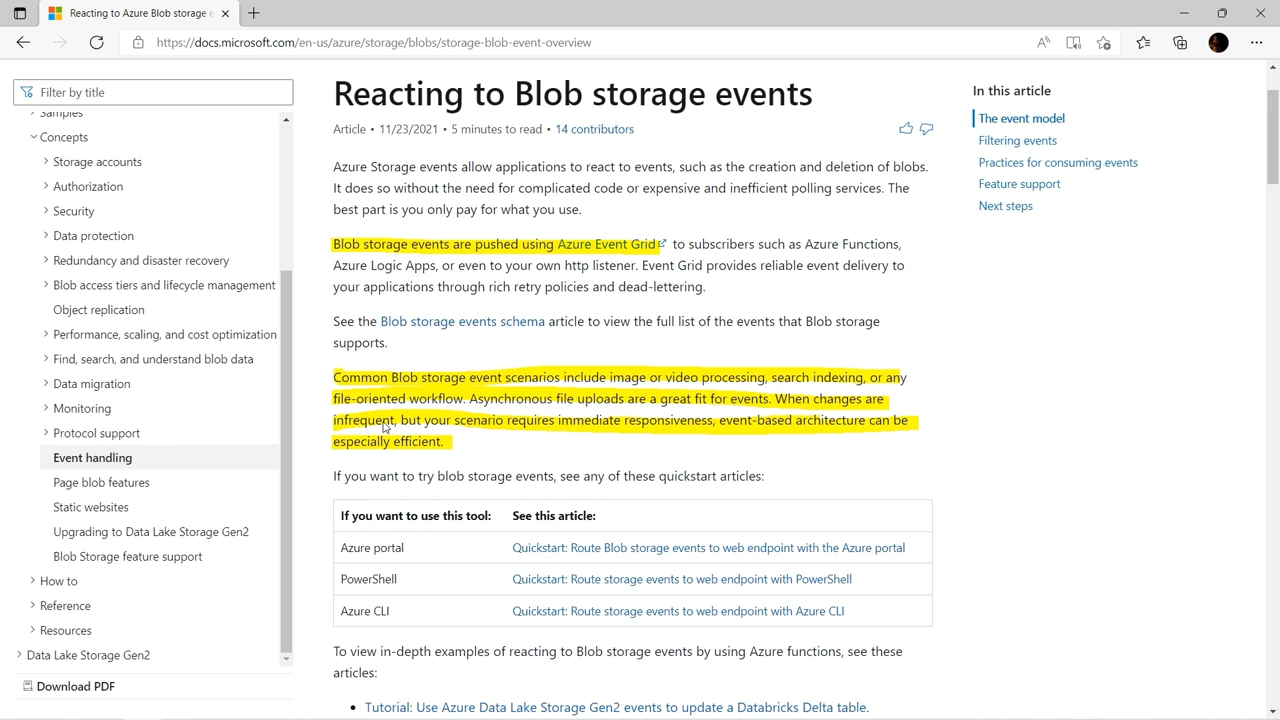 Reacting to Azure Blob storage e
https://docs.microsoft.com/en-us/azure/storage/blobs/storage-blob-event-overview
Filter by title
Samples
Concepts
Storage accounts
Authorization
Security
Data protection
Redundancy and disaster recovery
Blob access tiers and lifecycle management
Object replication
Performance, scaling, and cost optimization
Find, search, and understand blob data
Data migration
Monitoring
Protocol support
Event handling
Page blob features
Static websites
Upgrading to Data Lake Storage Gen2
Blob Storage feature support
How to
Reference
Resources
Data Lake Storage Gen2
Download PDF
Reacting to Blob storage events
Article • 11/23/2021 • 5 minutes to read • 14 contributors
Azure Storage events allow applications to react to events, such as the creation and deletion of blobs.
It does so without the need for complicated code or expensive and inefficient polling services. The
best part is you only pay for what you use.
Blob storage events are pushed using Azure Event Grid to subscribers such as Azure Functions,
Azure Logic Apps, or even to your own http listener. Event Grid provides reliable event delivery to
your applications through rich retry policies and dead-lettering.
See the Blob storage events schema article to view the full list of the events that Blob storage
supports.
Common Blob storage event scenarios include image or video processing, search indexing, or any
file-oriented workflow. Asynchronous file uploads are a great fit for events. When changes are
infrequent, but your scenario requires immediate responsiveness, event-based architecture can be
especially efficient.
If you want to try blob storage events, see any of these quickstart articles:
If you want to use this tool: See this article:
Azure portal Quickstart: Route Blob storage events to web endpoint with the Azure portal
PowerShell Quickstart: Route storage events to web endpoint with PowerShell
Azure CLI Quickstart: Route storage events to web endpoint with Azure CLI
To view in-depth examples of reacting to Blob storage events by using Azure functions, see these
articles:
• Tutorial: Use Azure Data Lake Storage Gen2 events to update a Databricks Delta table.
In this article
The event model
Filtering events
Practices for consuming events
Feature support
Next steps